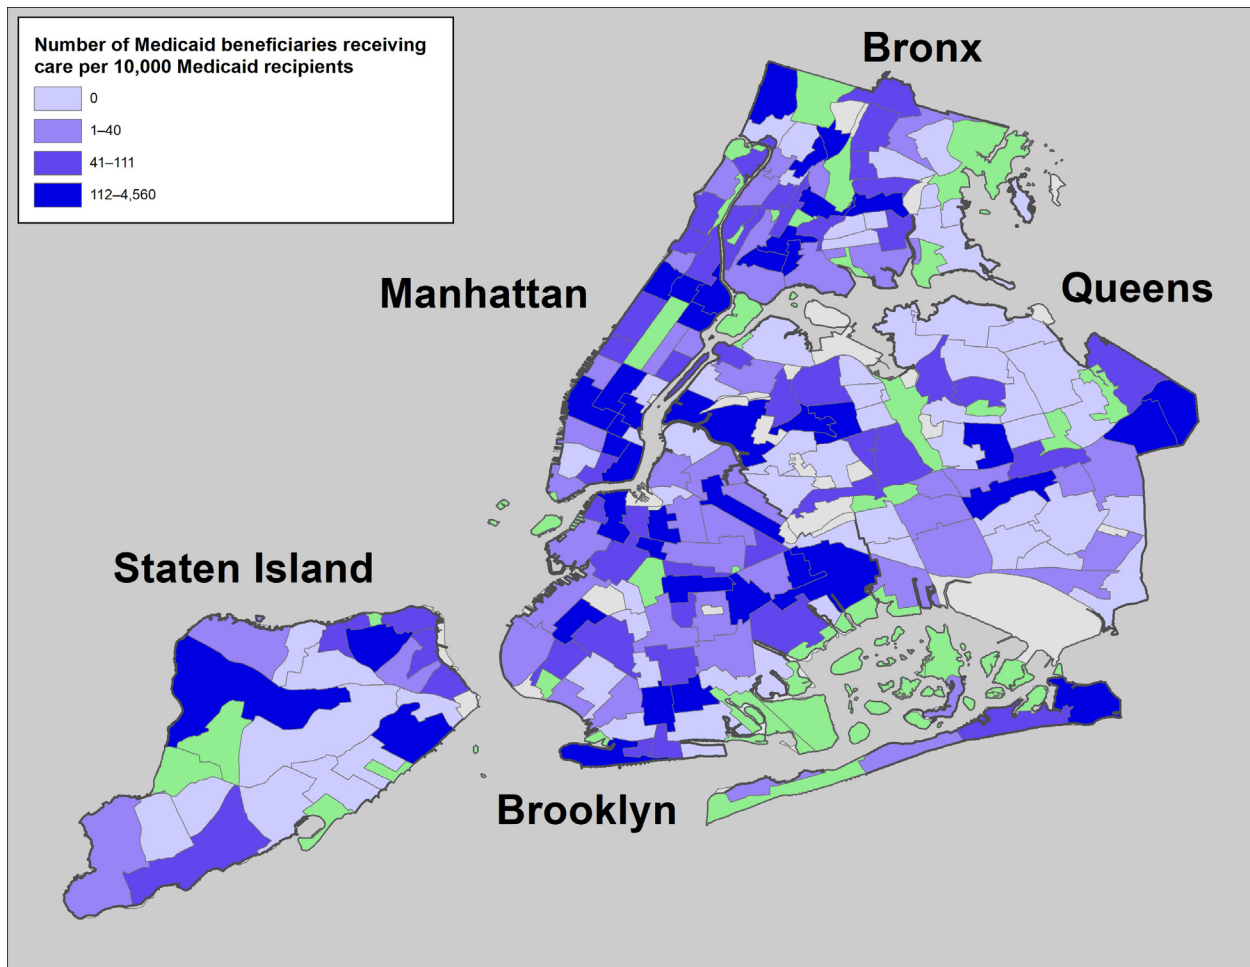 Number of Medicaid beneficiaries receiving
care per 10,000 Medicaid recipients
0
1–40
41–111
112–4,560
Bronx
Manhattan
Queens
Staten Island
Brooklyn